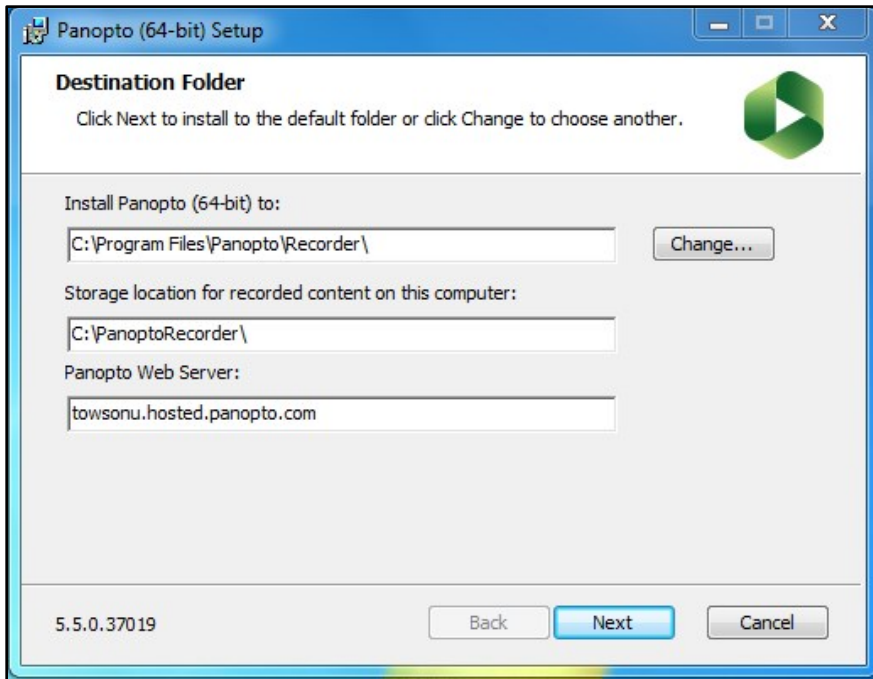 Panopto (64-bit) Setup
Destination Folder
Click Next to install to the default folder or click Change to choose another.
Install Panopto (64-bit) to:
C:\Program Files\Panopto\Recorder\
Change...
Storage location for recorded content on this computer:
C:\PanoptoRecorder\
Panopto Web Server:
towsonu.hosted.panopto.com
5.5.0.37019
Back
Next
Cancel